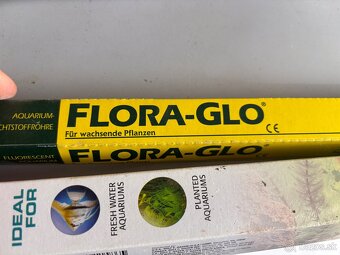 AQUARIUM-
CHTSTOFFRÖHRE
FLORA-GLO®
Für wachsende Pflanzen
CE
FLUORESCENT
FLORA-GLO®
IDEAL
FOR
FRESH WATER
AQUARIUMS
PLANTED
AQUARIUMS